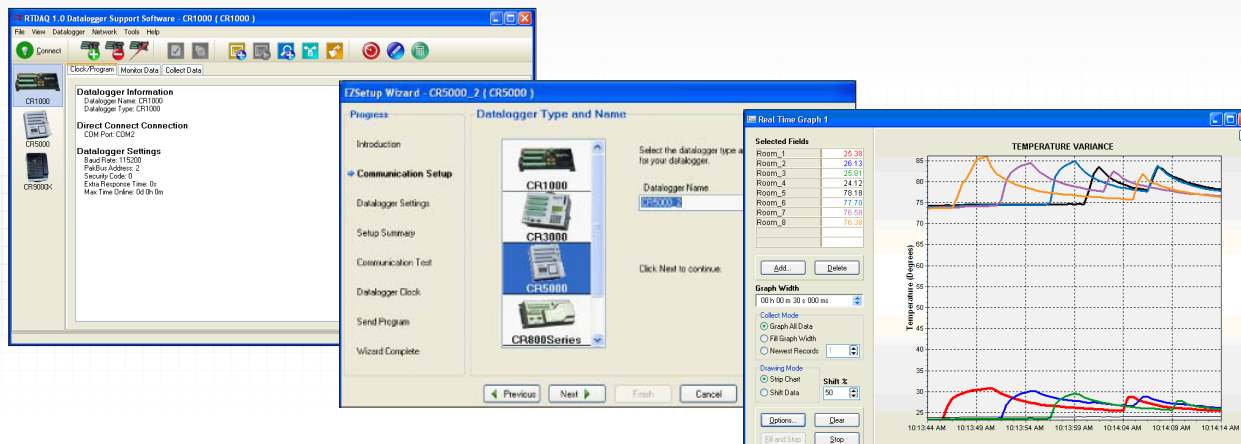 RTDAQ 1.0 Datalogger Support Software - CR1000 ( CR1000 )
File View Datalogger Network Tools Help
Connect
Clock/Program Monitor Data Collect Data
CR1000
CR5000
CR9000X
Datalogger Information
Datalogger Name: CR1000
Datalogger Type: CR1000
Direct Connect Connection
COM Port: COM2
Datalogger Settings
Baud Rate: 115200
PakBus Address: 2
Security Code: 0
Extra Response Time: 0s
Max Time Online: 0d 0h 0m
EZSetup Wizard - CR5000_2 ( CR5000 )
Progress
Introduction
Communication Setup
Datalogger Settings
Setup Summary
Communication Test
Datalogger Clock
Send Program
Wizard Complete
Datalogger Type and Name
CR1000
CR3000
CR5000
CR800Series
Select the datalogger type a
for your datalogger.
Datalogger Name
CR5000_2
Click Next to continue.
Previous Next Finish Cancel
Real Time Graph 1
Selected Fields
Room_1 25.38
Room_2 26.13
Room_3 25.81
Room_4 24.12
Room_5 78.18
Room_6 77.70
Room_7 76.58
Room_8 76.38
Add... Delete
Graph Width
00 h 00 m 30 s 000 ms
Collect Mode
Graph All Data
Fill Graph Width
Newest Records 1
Drawing Mode
Strip Chart
Shift Data
Shift %
50
Options... Clear
Fill and Stop Stop
TEMPERATURE VARIANCE
Temperature (Degrees)
85
80
75
70
65
60
55
50
45
40
35
30
25
10:13:44 AM 10:13:49 AM 10:13:54 AM 10:13:59 AM 10:14:04 AM 10:14:09 AM 10:14:14 AM